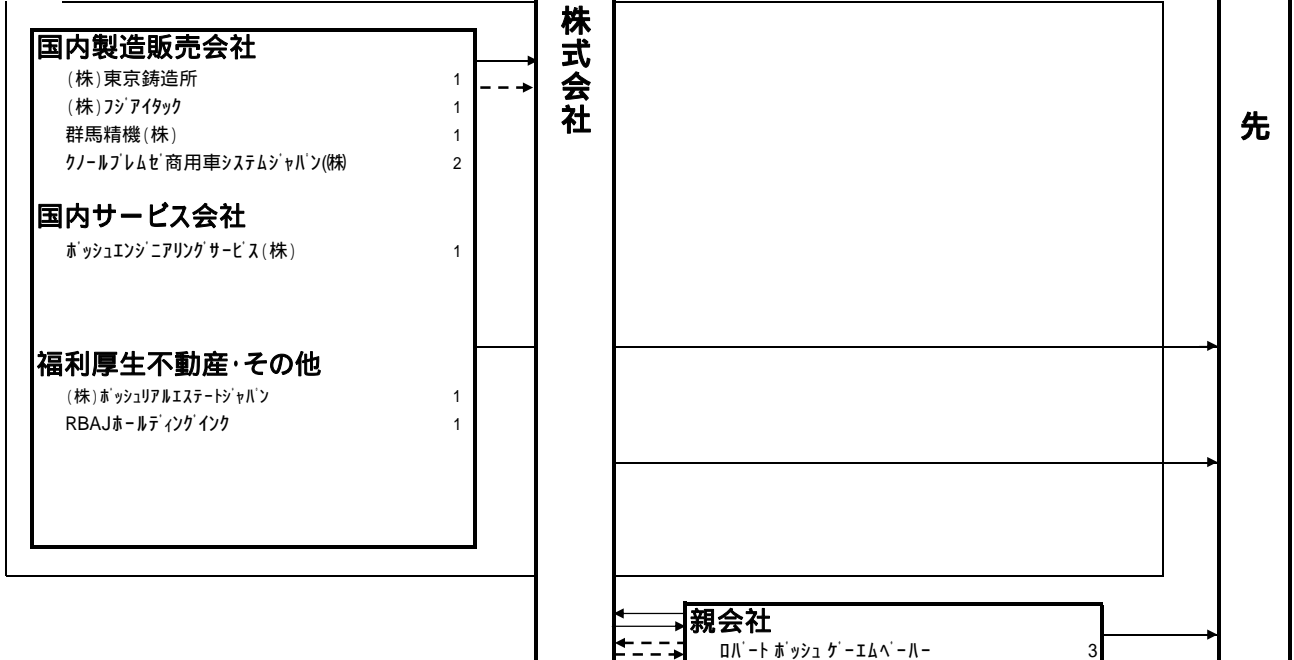 国内製造販売会社
(株)東京鋳造所 1
(株)ﾌｼﾞｱｲﾀｯｸ 1
群馬精機(株) 1
ｸﾉｰﾙﾌﾞﾚﾑｾﾞ商用車ｼｽﾃﾑｼﾞｬﾊﾟﾝ(株) 2
国内サービス会社
ﾎﾞｯｼｭｴﾝｼﾞﾆｱﾘﾝｸﾞｻｰﾋﾞｽ(株) 1
福利厚生不動産･その他
(株)ﾎﾞｯｼｭﾘｱﾙｴｽﾃｰﾄｼﾞｬﾊﾟﾝ 1
RBAJﾎｰﾙﾃﾞｨﾝｸﾞｲﾝｸ 1
株式会社
親会社
ﾛﾊﾞｰﾄ ﾎﾞｯｼｭ ｹﾞｰｴﾑﾍﾞｰﾊｰ 3
先